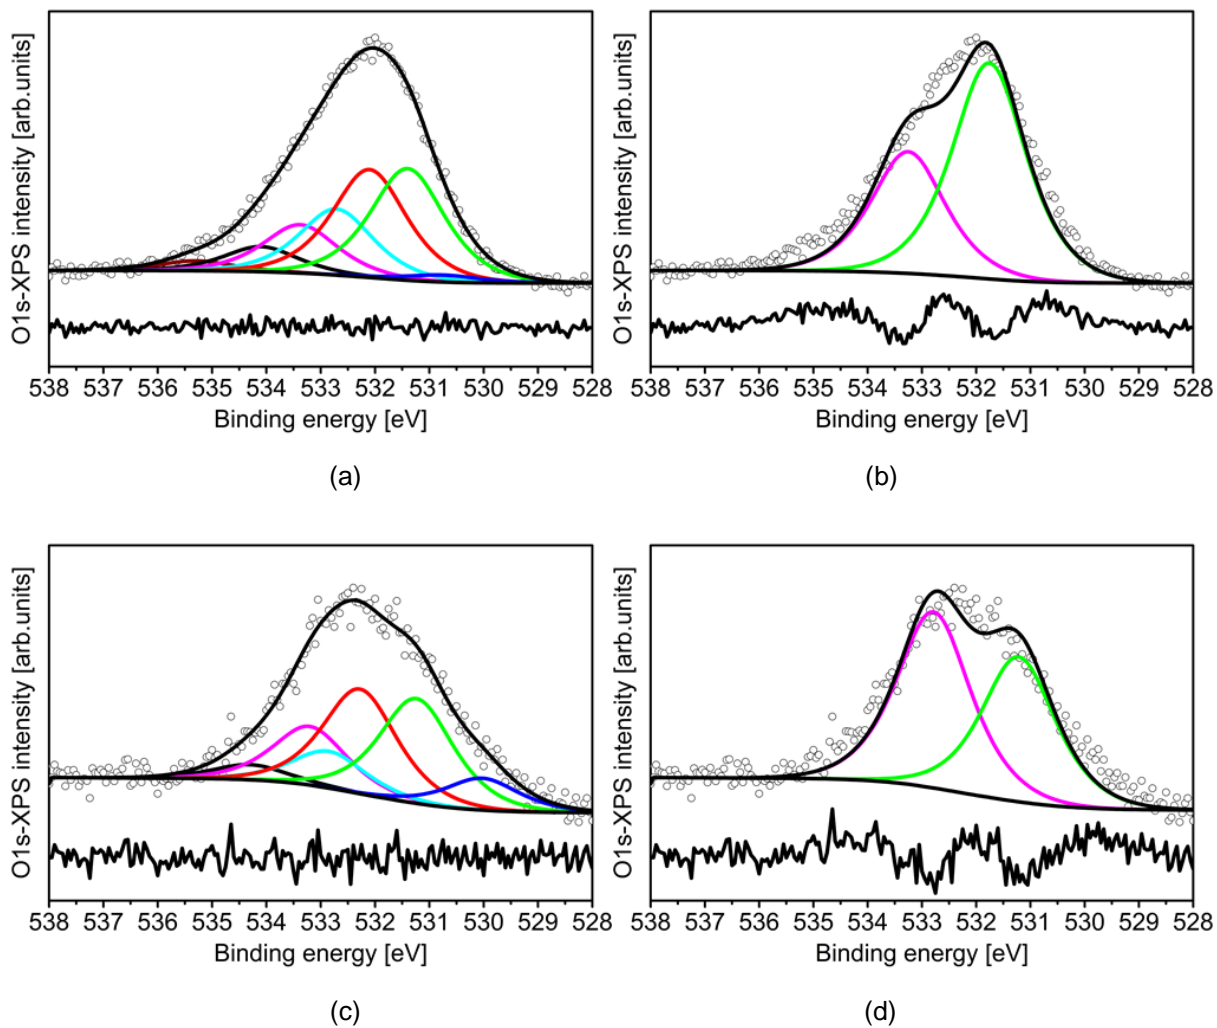 O1s-XPS intensity [arb.units]
538 537 536 535 534 533 532 531 530 529 528
Binding energy [eV]
(a)
O1s-XPS intensity [arb.units]
538 537 536 535 534 533 532 531 530 529 528
Binding energy [eV]
(b)
O1s-XPS intensity [arb.units]
538 537 536 535 534 533 532 531 530 529 528
Binding energy [eV]
(c)
O1s-XPS intensity [arb.units]
538 537 536 535 534 533 532 531 530 529 528
Binding energy [eV]
(d)